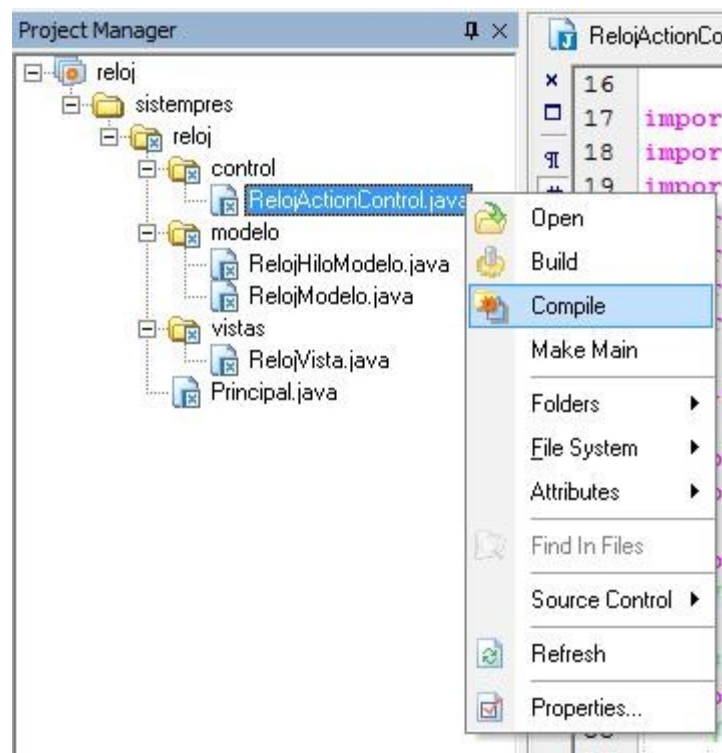 Project Manager
reloj
sistempres
reloj
control
RelojActionControl.java
modelo
RelojHiloModelo.java
RelojModelo.java
vistas
RelojVista.java
Principal.java
RelojActionCo
16
17 impor
18 impor
19 impor
Open
Build
Compile
Make Main
Folders
File System
Attributes
Find In Files
Source Control
Refresh
Properties...